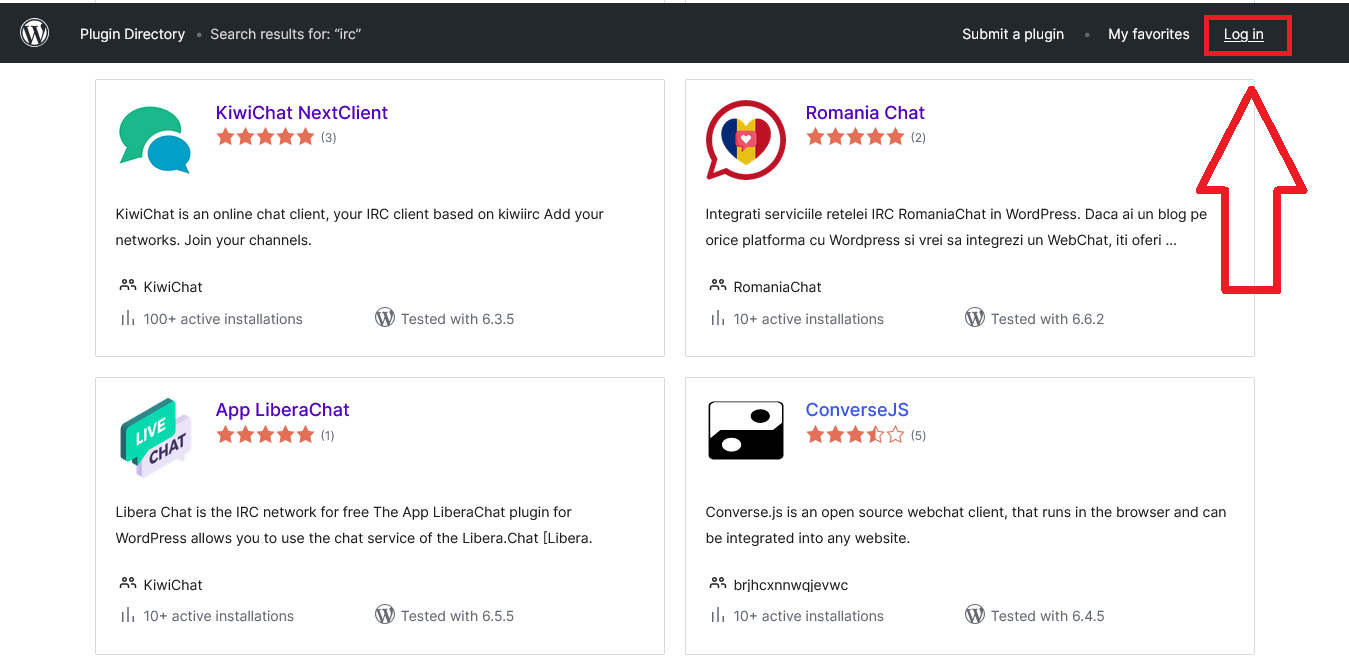 Plugin Directory • Search results for: “irc”
Submit a plugin • My favorites Log in
KiwiChat NextClient
(3)
KiwiChat is an online chat client, your IRC client based on kiwiirc Add your
networks. Join your channels.
KiwiChat
100+ active installations Tested with 6.3.5
Romania Chat
(2)
Integrati serviciile retelei IRC RomaniaChat in WordPress. Daca ai un blog pe
orice platforma cu Wordpress si vrei sa integrezi un WebChat, iti oferi ...
RomaniaChat
10+ active installations Tested with 6.6.2
LIVE
CHAT
App LiberaChat
(1)
Libera Chat is the IRC network for free The App LiberaChat plugin for
WordPress allows you to use the chat service of the Libera.Chat [Libera.
KiwiChat
10+ active installations Tested with 6.5.5
ConverseJS
(5)
Converse.js is an open source webchat client, that runs in the browser and can
be integrated into any website.
brjhcxnnwqjevwc
10+ active installations Tested with 6.4.5